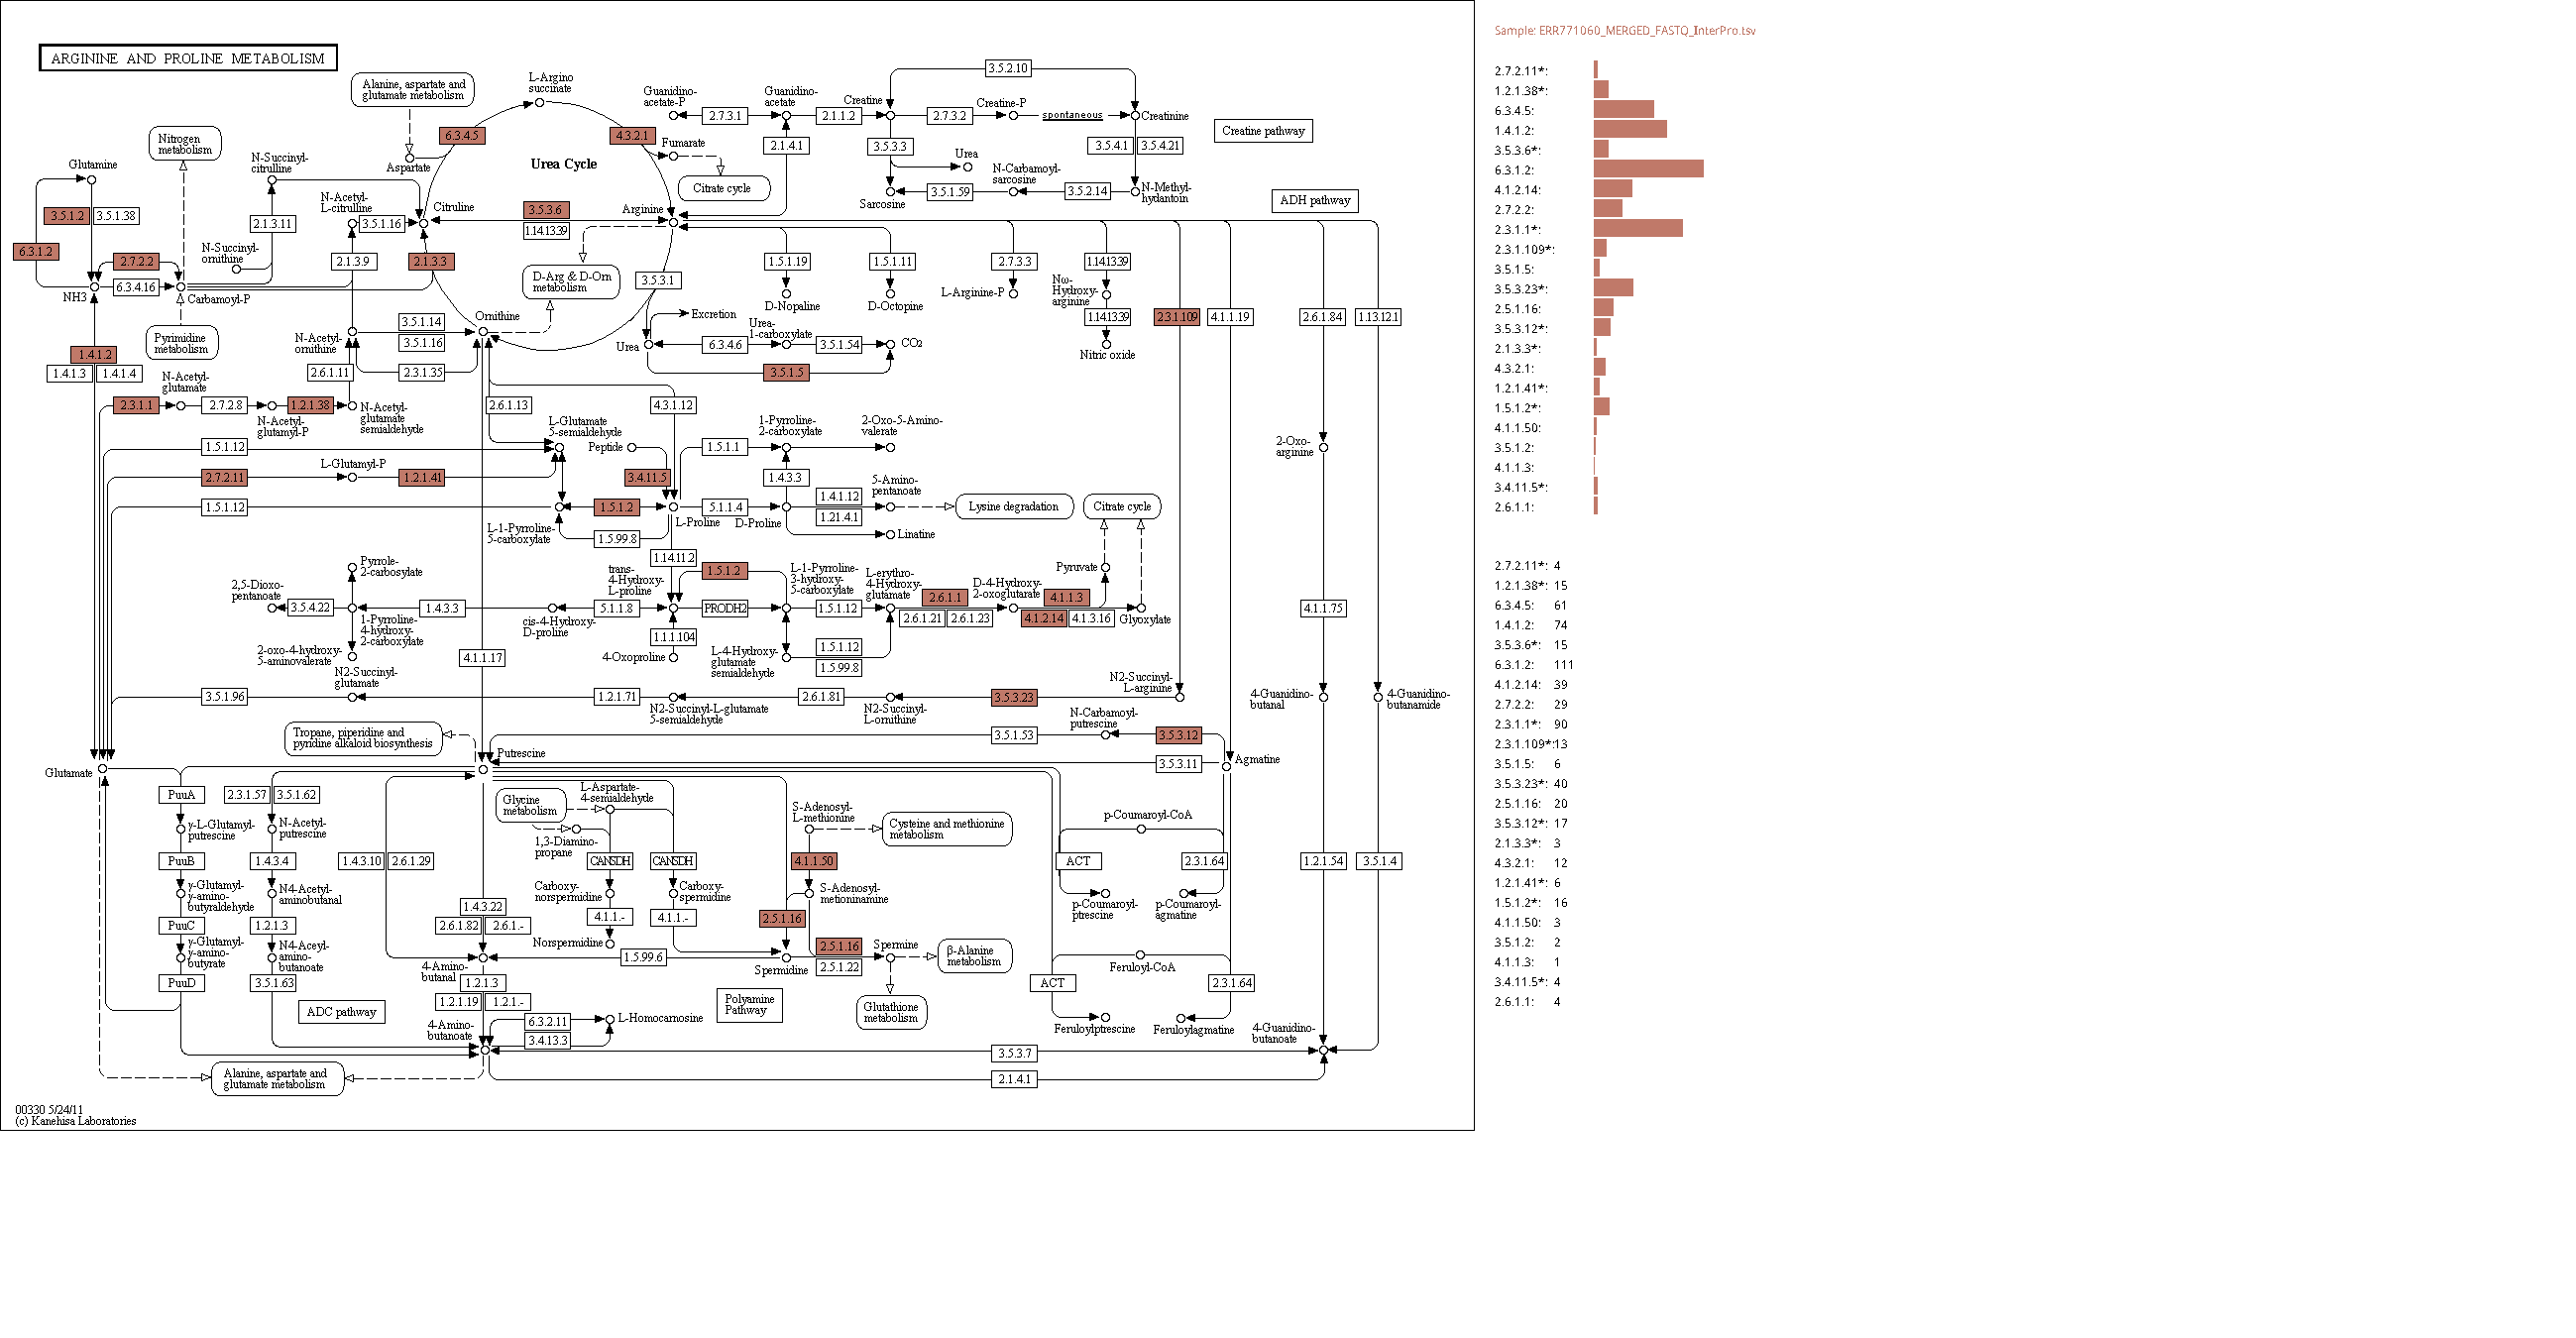 Sample: ERR771060_MERGED_FASTQ_InterPro.tsv
ARGININE AND PROLINE METABOLISM
Alanine, aspartate and
glutamate metabolism
L-Argino
succinate
Guanidino-
acetate-P
Guanidino-
acetate
Creatine
3.5.2.10
Creatine-P
Creatinine
2.7.3.1
2.1.1.2
2.7.3.2
spontaneous
Creatine pathway
6.3.4.5
4.3.2.1
Nitrogen
metabolism
Urea Cycle
Fumarate
2.1.4.1
3.5.3.3
3.5.4.1
3.5.4.21
Glutamine
N-Succinyl-
citrulline
Aspartate
Citrate cycle
Urea
N-Carbamoyl-
sarcosine
3.5.1.59
3.5.2.14
Sarcosine
N-Methyl-
hydantoin
ADH pathway
3.5.1.2
3.5.1.38
2.1.3.11
N-Acetyl-
L-citrulline
3.5.1.16
Citruline
3.5.3.6
1.14.13.39
Arginine
6.3.1.2
2.7.2.2
N-Succinyl-
ornithine
2.1.3.9
2.1.3.3
D-Arg & D-Orn
metabolism
3.5.3.1
1.5.1.19
1.5.1.11
2.7.3.3
1.14.13.39
NH3
6.3.4.16
Carbamoyl-P
D-Nopaline
D-Octopine
L-Arginine-P
Nω-
Hydroxy-
arginine
Pyrimidine
metabolism
N-Acetyl-
ornithine
3.5.1.14
3.5.1.16
Ornithine
Excretion
Urea-
1-carboxylate
1.14.13.39
2.3.1.109
4.1.1.19
2.6.1.84
1.13.12.1
Urea
6.3.4.6
3.5.1.54
CO2
Nitric oxide
1.4.1.2
1.4.1.3
1.4.1.4
2.6.1.11
2.3.1.35
3.5.1.5
N-Acetyl-
glutamate
2.3.1.1
2.7.2.8
1.2.1.38
N-Acetyl-
glutamyl-P
N-Acetyl-
glutamate
semialdehyde
2.6.1.13
4.3.1.12
L-Glutamate
5-semialdehyde
Peptide
1-Pyrroline-
2-carboxylate
2-Oxo-5-Amino-
valerate
1.5.1.12
1.5.1.1
2-Oxo-
arginine
L-Glutamyl-P
2.7.2.11
1.2.1.41
3.4.11.5
1.4.3.3
5-Amino-
pentanoate
1.5.1.12
1.5.1.2
5.1.1.4
1.4.1.12
1.21.4.1
Lysine degradation
Citrate cycle
L-1-Pyrroline-
5-carboxylate
L-Proline
D-Proline
1.5.99.8
Linatine
1.14.11.2
Pyrrole-
2-carbosylate
2,5-Dioxo-
pentanoate
trans-
4-Hydroxy-
L-proline
1.5.1.2
L-1-Pyrroline-
3-hydroxy-
5-carboxylate
L-erythro-
4-Hydroxy-
glutamate
D-4-Hydroxy-
2-oxoglutarate
Pyruvate
3.5.4.22
1.4.3.3
5.1.1.8
PRODH2
1.5.1.12
2.6.1.1
2.6.1.21
2.6.1.23
4.1.1.3
4.1.2.14
4.1.3.16
Glyoxylate
4.1.1.75
1-Pyrroline-
4-hydroxy-
2-carboxylate
cis-4-Hydroxy-
D-proline
1.1.1.104
2-oxo-4-hydroxy-
5-aminovalerate
4.1.1.17
4-Oxoproline
L-4-Hydroxy-
glutamate
semialdehyde
1.5.1.12
1.5.99.8
N2-Succinyl-
glutamate
N2-Succinyl-
L-arginine
3.5.1.96
1.2.1.71
2.6.1.81
3.5.3.23
N2-Succinyl-L-glutamate
5-semialdehyde
N2-Succinyl-
L-ornithine
4-Guanidino-
butanal
4-Guanidino-
butanamide
Tropane, piperidine and
pyridine alkaloid biosynthesis
N-Carbamoyl-
putrescine
3.5.1.53
3.5.3.12
Putrescine
3.5.3.11
Agmatine
Glutamate
PuuA
2.3.1.57
3.5.1.62
Glycine
metabolism
L-Aspartate-
4-semialdehyde
S-Adenosyl-
L-methionine
Cysteine and methionine
metabolism
p-Coumaroyl-CoA
γ-L-Glutamyl-
putrescine
N-Acetyl-
putrescine
1,3-Diamino-
propane
PuuB
1.4.3.4
1.4.3.10
2.6.1.29
CANSDH
CANSDH
4.1.1.50
ACT
2.3.1.64
1.2.1.54
3.5.1.4
γ-Glutamyl-
γ-amino-
butyraldehyde
N4-Acetyl-
aminobutanal
Carboxy-
norspermidine
Carboxy-
spermidine
S-Adenosyl-
metioninamine
p-Coumaroyl-
ptrescine
p-Coumaroyl-
agmatine
PuuC
1.2.1.3
1.4.3.22
2.6.1.82
2.6.1.-
4.1.1.-
4.1.1.-
2.5.1.16
γ-Glutamyl-
γ-amino-
butyrate
N4-Aceyl-
amino-
butanoate
Norspermidine
2.5.1.16
Spermine
β-Alanine
metabolism
4-Amino-
butanal
1.5.99.6
Spermidine
2.5.1.22
Feruloyl-CoA
PuuD
3.5.1.63
1.2.1.3
1.2.1.19
1.2.1.-
ACT
2.3.1.64
ADC pathway
Polyamine
Pathway
Glutathione
metabolism
4-Amino-
butanoate
6.3.2.11
3.4.13.3
L-Homocarnosine
Feruloylptrescine
Feruloylagmatine
4-Guanidino-
butanoate
3.5.3.7
Alanine, aspartate and
glutamate metabolism
2.1.4.1
00330 5/24/11
(c) Kanehisa Laboratories
2.7.2.11*:
1.2.1.38*:
6.3.4.5:
1.4.1.2:
3.5.3.6*:
6.3.1.2:
4.1.2.14:
2.7.2.2:
2.3.1.1*:
2.3.1.109*:
3.5.1.5:
3.5.3.23*:
2.5.1.16:
3.5.3.12*:
2.1.3.3*:
4.3.2.1:
1.2.1.41*:
1.5.1.2*:
4.1.1.50:
3.5.1.2:
4.1.1.3:
3.4.11.5*:
2.6.1.1:
2.7.2.11*: 4
1.2.1.38*: 15
6.3.4.5: 61
1.4.1.2: 74
3.5.3.6*: 15
6.3.1.2: 111
4.1.2.14: 39
2.7.2.2: 29
2.3.1.1*: 90
2.3.1.109*:13
3.5.1.5: 6
3.5.3.23*: 40
2.5.1.16: 20
3.5.3.12*: 17
2.1.3.3*: 3
4.3.2.1: 12
1.2.1.41*: 6
1.5.1.2*: 16
4.1.1.50: 3
3.5.1.2: 2
4.1.1.3: 1
3.4.11.5*: 4
2.6.1.1: 4